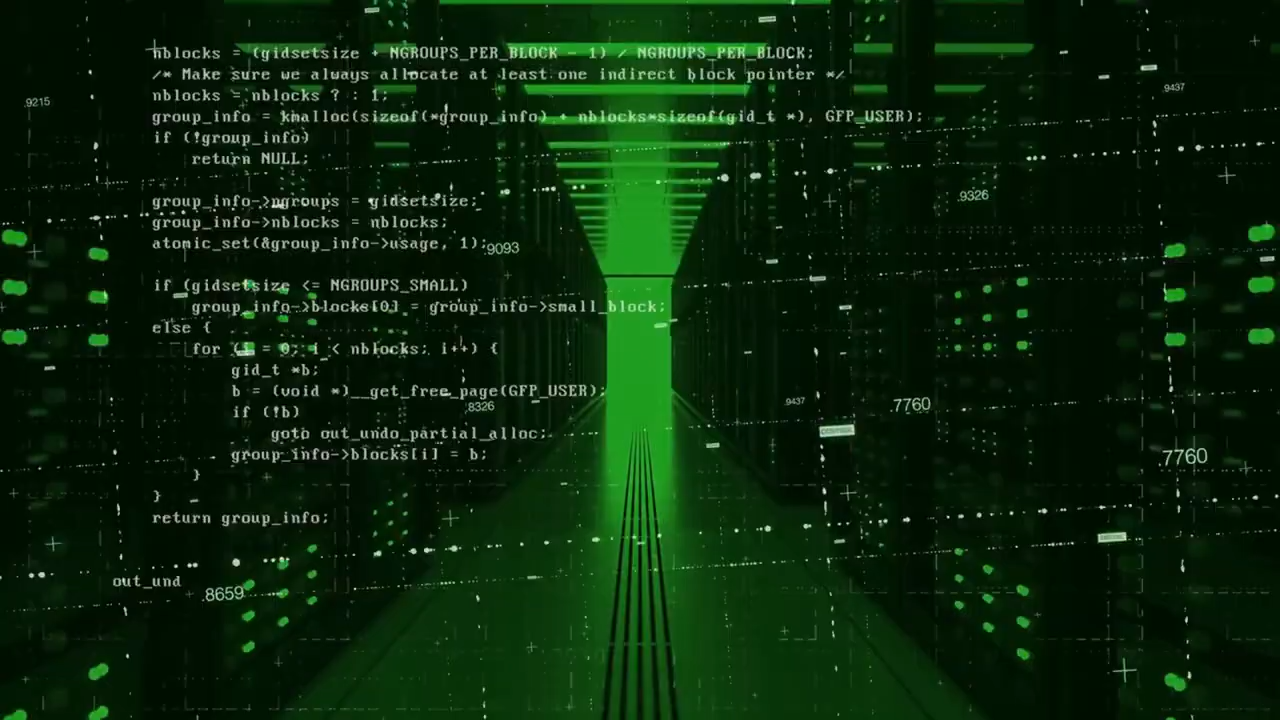 nblocks = (gidsetsize + NGROUPS_PER_BLOCK - 1) / NGROUPS_PER_BLOCK;
/* Make sure we always allocate at least one indirect block pointer */
nblocks = nblocks ? : 1;
group_info = kmalloc(sizeof(*group_info) + nblocks*sizeof(gid_t *), GFP_USER);
if (!group_info)
return NULL;
group_info->ngroups = gidsetsize;
group_info->nblocks = nblocks;
atomic_set(&group_info->usage, 1);
if (gidsetsize <= NGROUPS_SMALL)
group_info->blocks[0] = group_info->small_block;
else {
for (i = 0; i < nblocks; i++) {
gid_t *b;
b = (void *)__get_free_page(GFP_USER);
if (!b)
goto out_undo_partial_alloc;
group_info->blocks[i] = b;
}
}
return group_info;
out_und
.9215
.9437
.9326
.9093
.8326
.9437
.7760
.7760
.8659